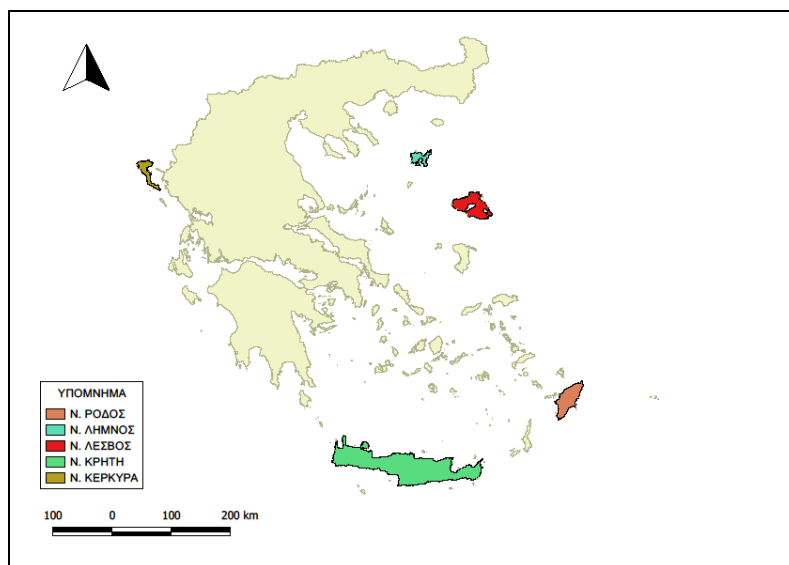 ΥΠΟΜΝΗΜΑ
Ν. ΡΟΔΟΣ
Ν. ΛΗΜΝΟΣ
Ν. ΛΕΣΒΟΣ
Ν. ΚΡΗΤΗ
Ν. ΚΕΡΚΥΡΑ
100 0 100 200 km